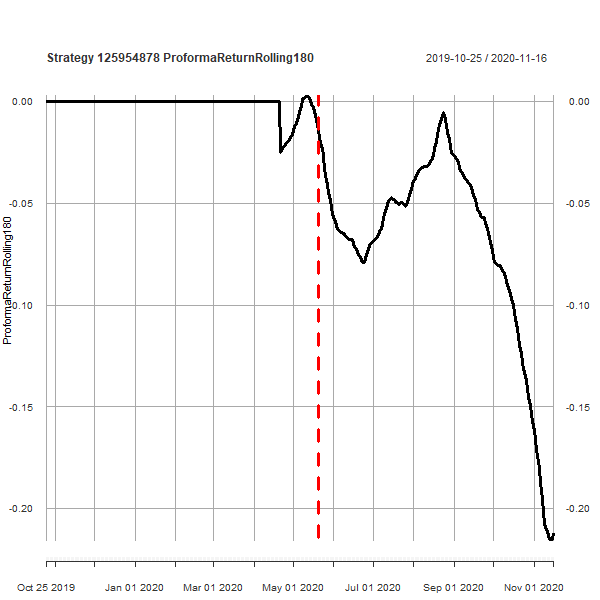 Strategy 125954878 ProformaReturnRolling180
2019-10-25 / 2020-11-16
0.00 0.00
-0.05 -0.05
ProformaReturnRolling180
-0.10 -0.10
-0.15 -0.15
-0.20 -0.20
Oct 25 2019 Jan 01 2020 Mar 01 2020 May 01 2020 Jul 01 2020 Sep 01 2020 Nov 01 2020